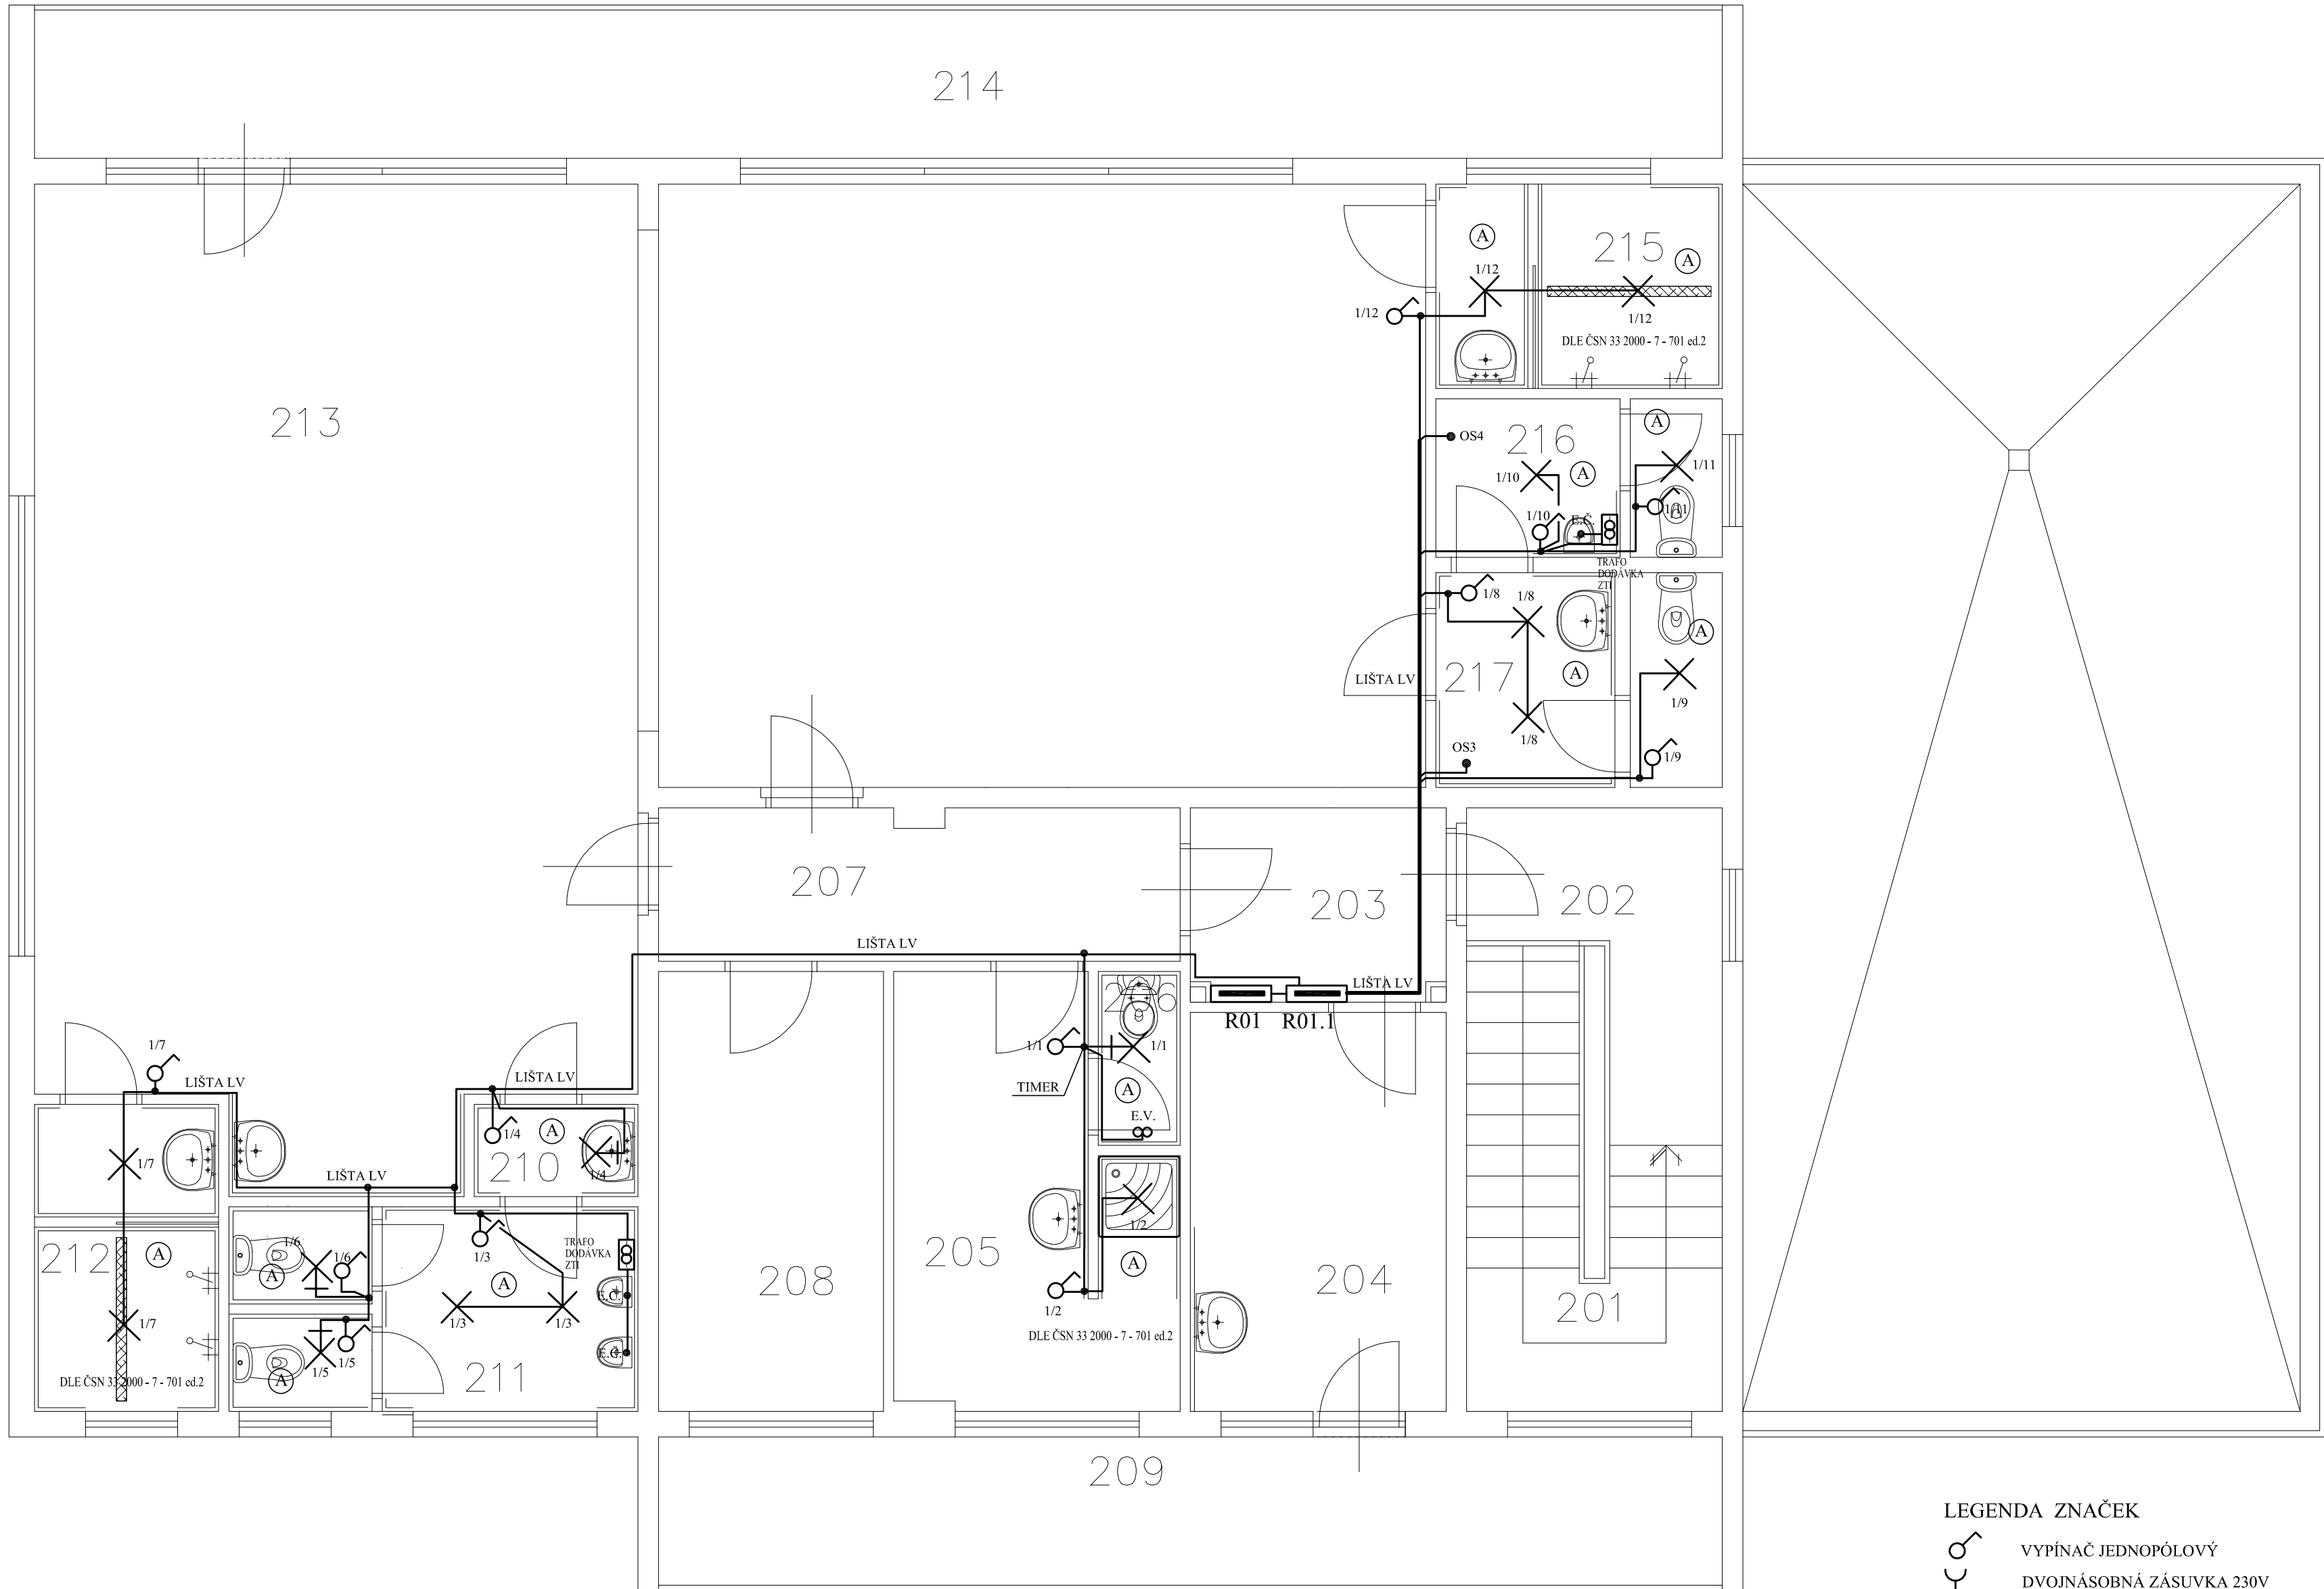 214
A
215
A
1/12
1/12
1/12
DLE ČSN 33 2000 - 7 - 701 ed.2
213
A
OS4
216
1/10
A
1/11
1/10
E.Č.
1/11
TRAFO
DODÁVKA
ZTI
1/8
1/8
A
LIŠTA LV
217
A
1/9
1/8
OS3
1/9
207
203
202
LIŠTA LV
LIŠTA LV
R01
R01.1
1/1
1/1
TIMER
A
E.V.
1/7
LIŠTA LV
LIŠTA LV
1/4
A
1/7
LIŠTA LV
210
1/4
212
A
1/6
1/6
A
1/3
TRAFO
DODÁVKA
ZTI
A
E.Č.
1/3
1/3
1/7
1/5
1/5
A
E.Č.
211
DLE ČSN 33 2000 - 7 - 701 ed.2
208
205
1/2
A
1/2
DLE ČSN 33 2000 - 7 - 701 ed.2
204
201
209
LEGENDA ZNAČEK
VYPÍNAČ JEDNOPÓLOVÝ
DVOJNÁSOBNÁ ZÁSUVKA 230V